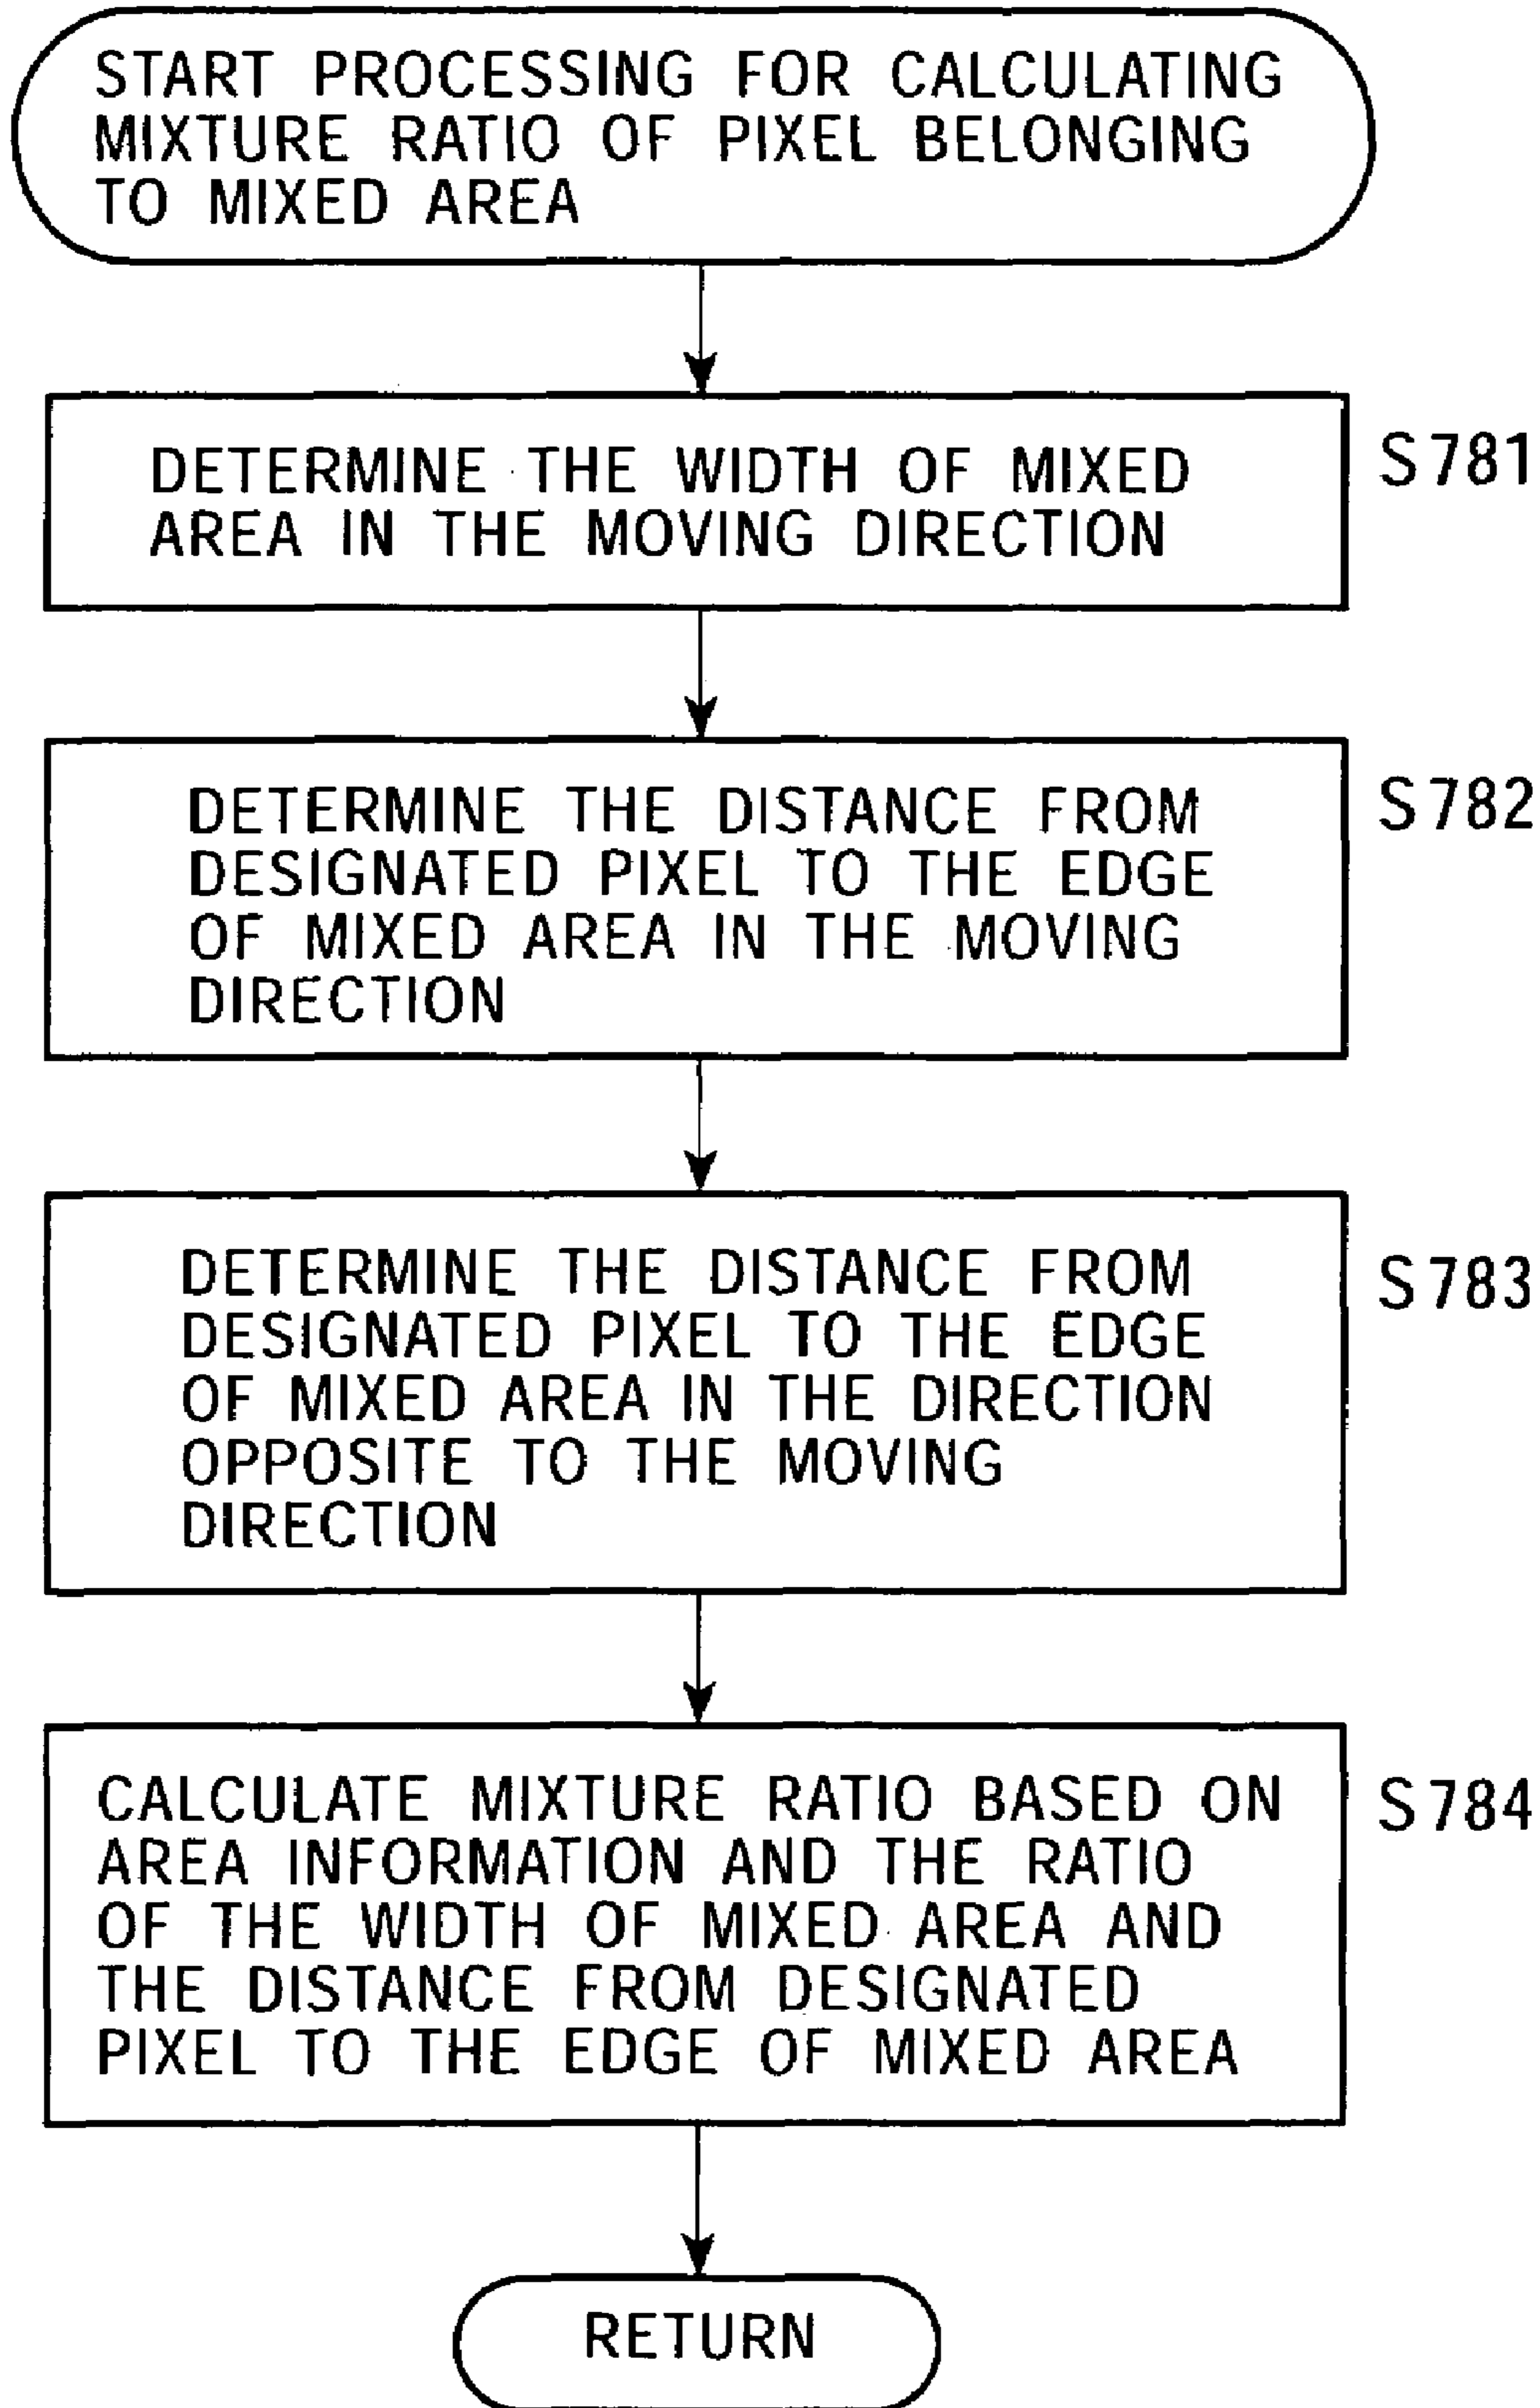 START PROCESSING FOR CALCULATING
MIXTURE RATIO OF PIXEL BELONGING
TO MIXED AREA
DETERMINE THE WIDTH OF MIXED
AREA IN THE MOVING DIRECTION
S781
DETERMINE THE DISTANCE FROM
DESIGNATED PIXEL TO THE EDGE
OF MIXED AREA IN THE MOVING
DIRECTION
S782
DETERMINE THE DISTANCE FROM
DESIGNATED PIXEL TO THE EDGE
OF MIXED AREA IN THE DIRECTION
OPPOSITE TO THE MOVING
DIRECTION
S783
CALCULATE MIXTURE RATIO BASED ON
AREA INFORMATION AND THE RATIO
OF THE WIDTH OF MIXED AREA AND
THE DISTANCE FROM DESIGNATED
PIXEL TO THE EDGE OF MIXED AREA
S784
RETURN